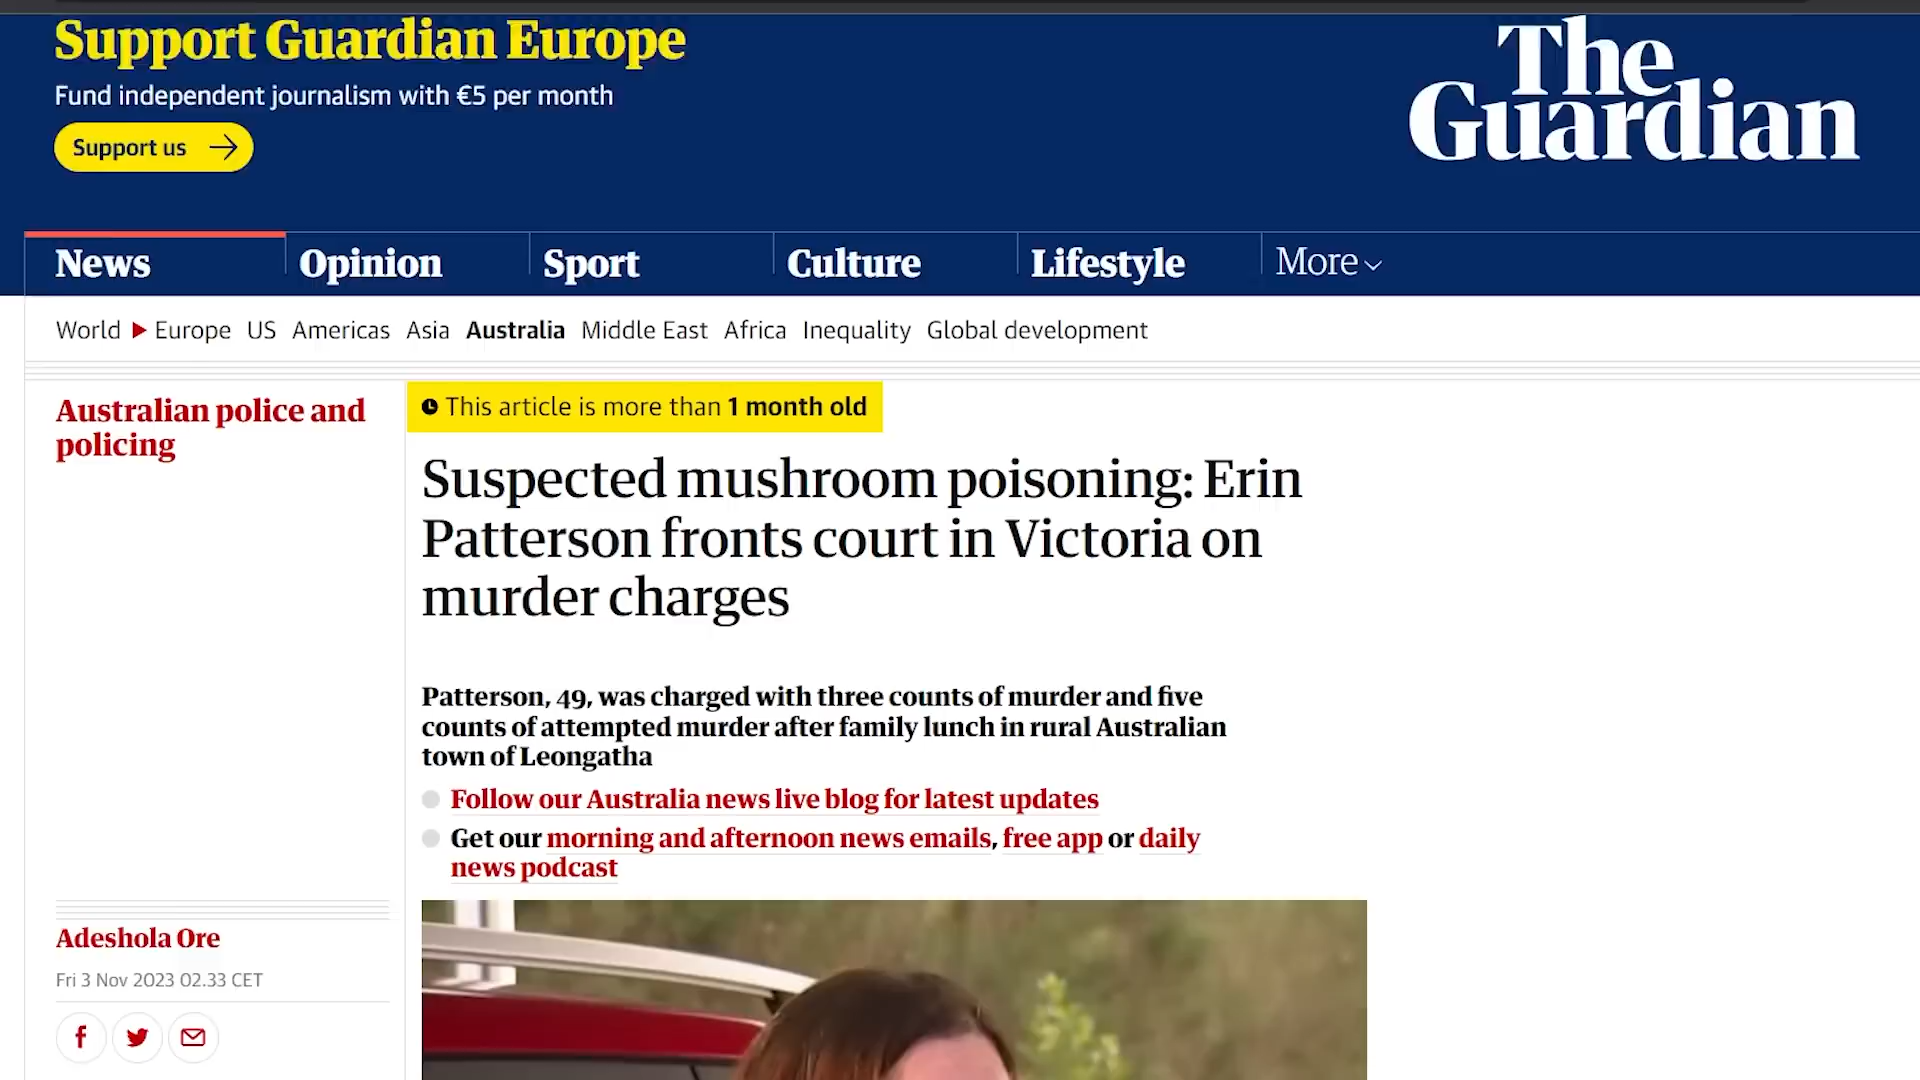 Support Guardian Europe
Fund independent journalism with €5 per month
Support us
The
Guardian
News
Opinion
Sport
Culture
Lifestyle
More
World Europe US Americas Asia Australia Middle East Africa Inequality Global development
Australian police and
policing
This article is more than 1 month old
Suspected mushroom poisoning: Erin
Patterson fronts court in Victoria on
murder charges
Patterson, 49, was charged with three counts of murder and five
counts of attempted murder after family lunch in rural Australian
town of Leongatha
Follow our Australia news live blog for latest updates
Get our morning and afternoon news emails, free app or daily
news podcast
Adeshola Ore
Fri 3 Nov 2023 02.33 CET